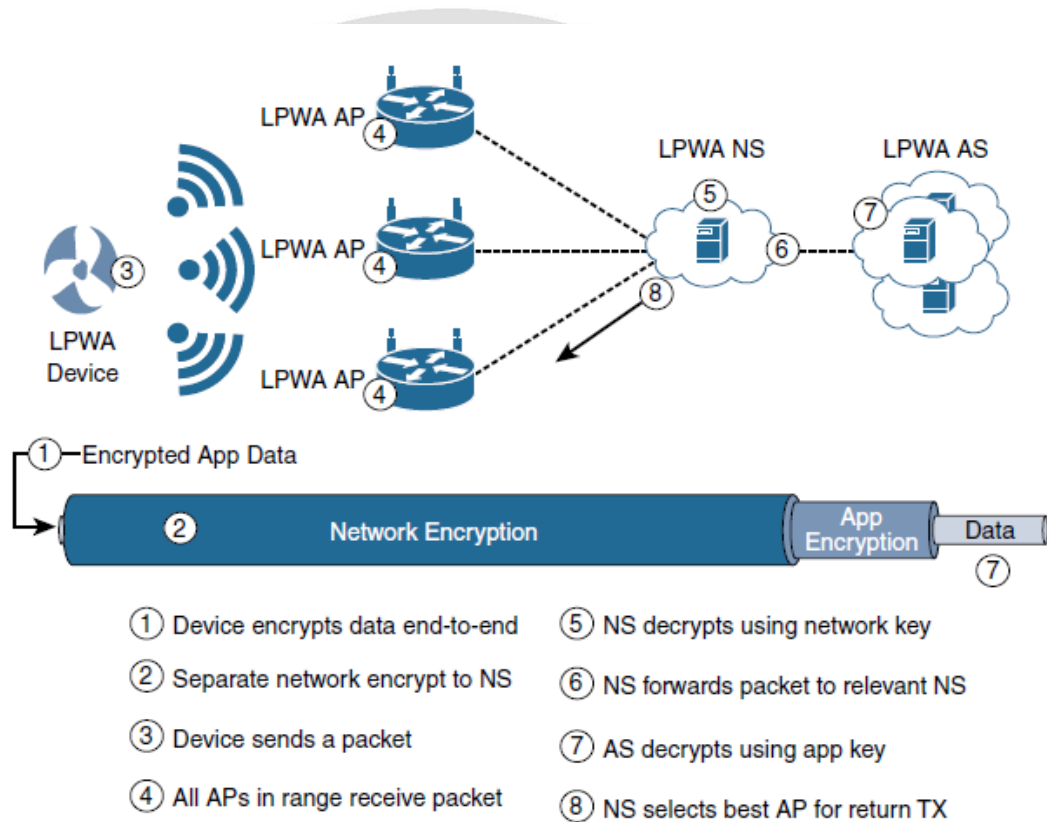 LPWA AP
4
LPWA NS
LPWA AS
5
7
LPWA AP
3
4
6
8
LPWA
Device
LPWA AP
4
1 Encrypted App Data
2
Network Encryption
App
Encryption
Data
7
1 Device encrypts data end-to-end
2 Separate network encrypt to NS
3 Device sends a packet
4 All APs in range receive packet
5 NS decrypts using network key
6 NS forwards packet to relevant NS
7 AS decrypts using app key
8 NS selects best AP for return TX